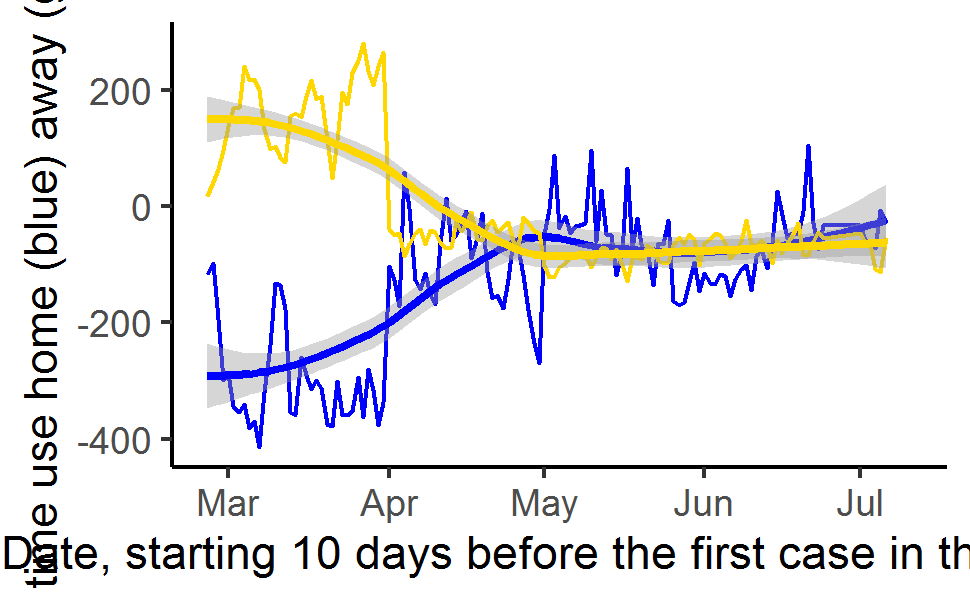 time use home (blue) away (
200
0
-200
-400
Mar Apr May Jun Jul
Date, starting 10 days before the first case in th